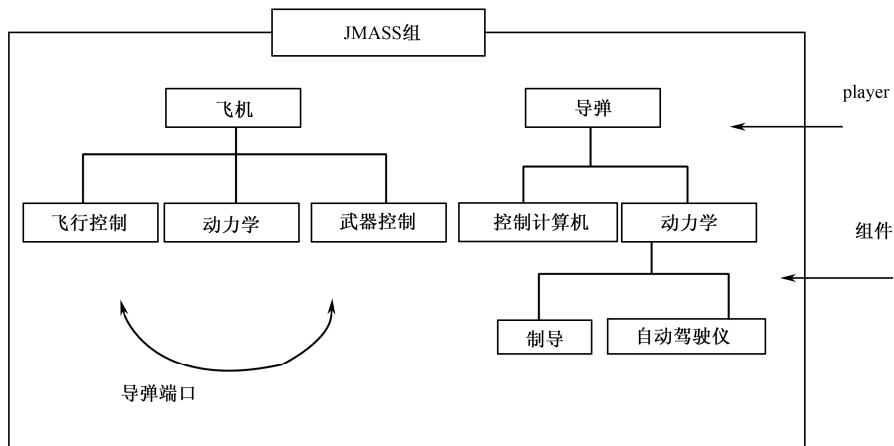 JMASS组
飞机
导弹
player
飞行控制
动力学
武器控制
控制计算机
动力学
组件
制导
自动驾驶仪
导弹端口